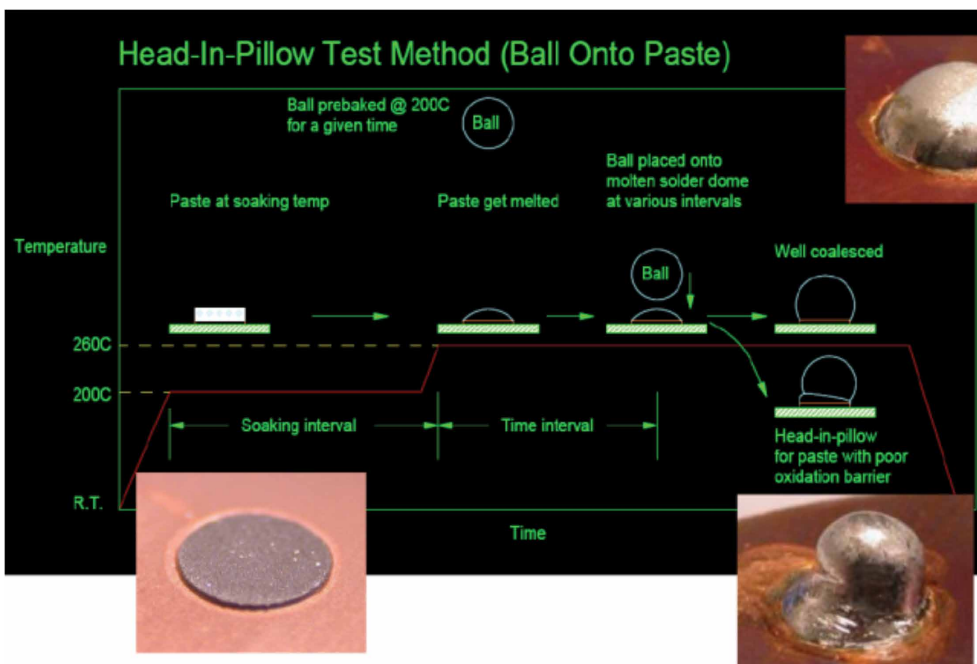 Head-In-Pillow Test Method (Ball Onto Paste)
Ball prebaked @ 200C
for a given time
Ball
Ball placed onto
molten solder dome
at various intervals
Paste at soaking temp
Paste get melted
Temperature
Ball
Well coalesced
260C
200C
Soaking interval
Time interval
Head-in-pillow
for paste with poor
oxidation barrier
R.T.
Time